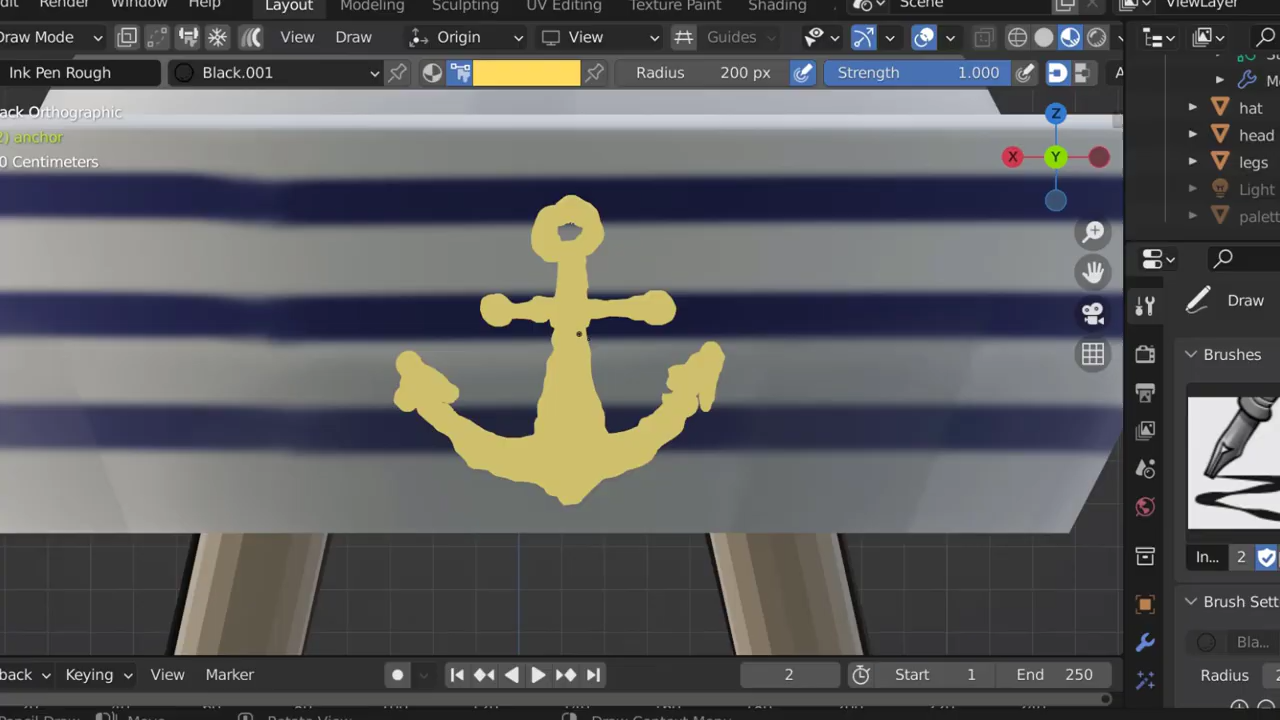 dit Render Window Help Layout Modeling Sculpting UV Editing Texture Paint Shading Scene ViewLayer
Draw Mode View Draw Origin View Guides
Ink Pen Rough Black.001 Radius 200 px Strength 1.000
ack Orthographic
2) anchor
0 Centimeters
Z
X
Y
hat
head
legs
Light
palett
Draw
Brushes
In... 2
Brush Sett
Bla...
Radius
back Keying View Marker 2 Start 1 End 250